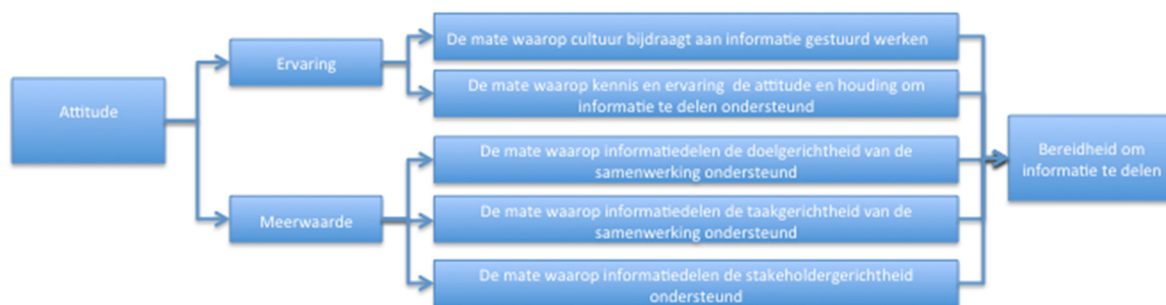 Attitude
Ervaring
De mate waarop cultuur bijdraagt aan informatie gestuurd werken
De mate waarop kennis en ervaring de attitude en houding om
informatie te delen ondersteund
Meerwaarde
De mate waarop informatiedelen de doelgerichtheid van de
samenwerking ondersteund
De mate waarop informatiedelen de taakgerichtheid van de
samenwerking ondersteund
De mate waarop informatiedelen de stakeholdergerichtheid
ondersteund
Bereidheid om
informatie te delen